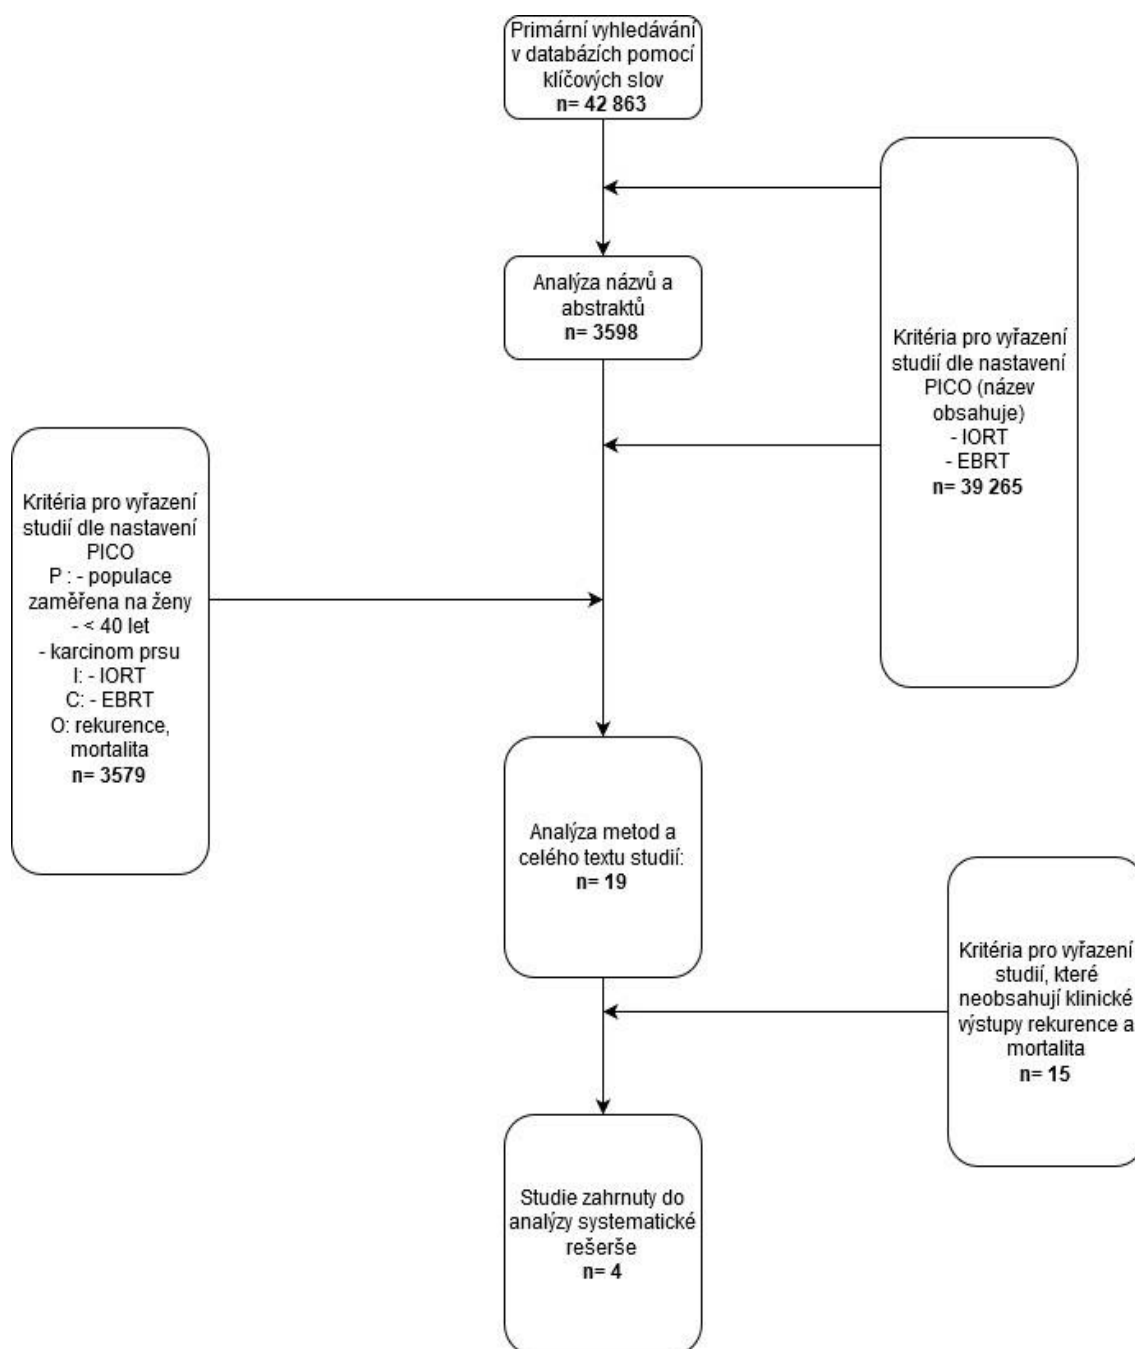 Primární vyhledávání
v databázích pomocí
klíčových slov
n= 42 863
Analýza názvů a
abstraktů
n= 3598
Kritéria pro vyřazení
studií dle nastavení
PICO (název
obsahuje)
- IORT
- EBRT
n= 39 265
Kritéria pro vyřazení
studií dle nastavení
PICO
P : - populace
zaměřena na ženy
- < 40 let
- karcinom prsu
I: - IORT
C: - EBRT
O: rekurence,
mortalita
n= 3579
Analýza metod a
celého textu studií:
n= 19
Kritéria pro vyřazení
studií, které
neobsahují klinické
výstupy rekurence a
mortalita
n= 15
Studie zahrnuty do
analýzy systematické
rešerše
n= 4